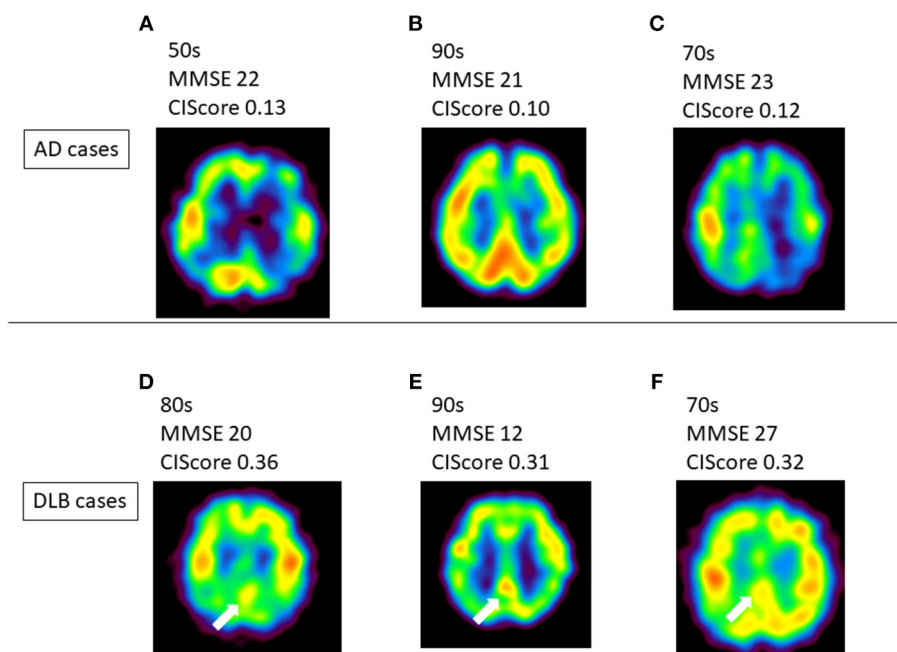 A
50s
MMSE 22
CIScore 0.13
B
90s
MMSE 21
CIScore 0.10
C
70s
MMSE 23
CIScore 0.12
AD cases
D
80s
MMSE 20
CIScore 0.36
E
90s
MMSE 12
CIScore 0.31
F
70s
MMSE 27
CIScore 0.32
DLB cases